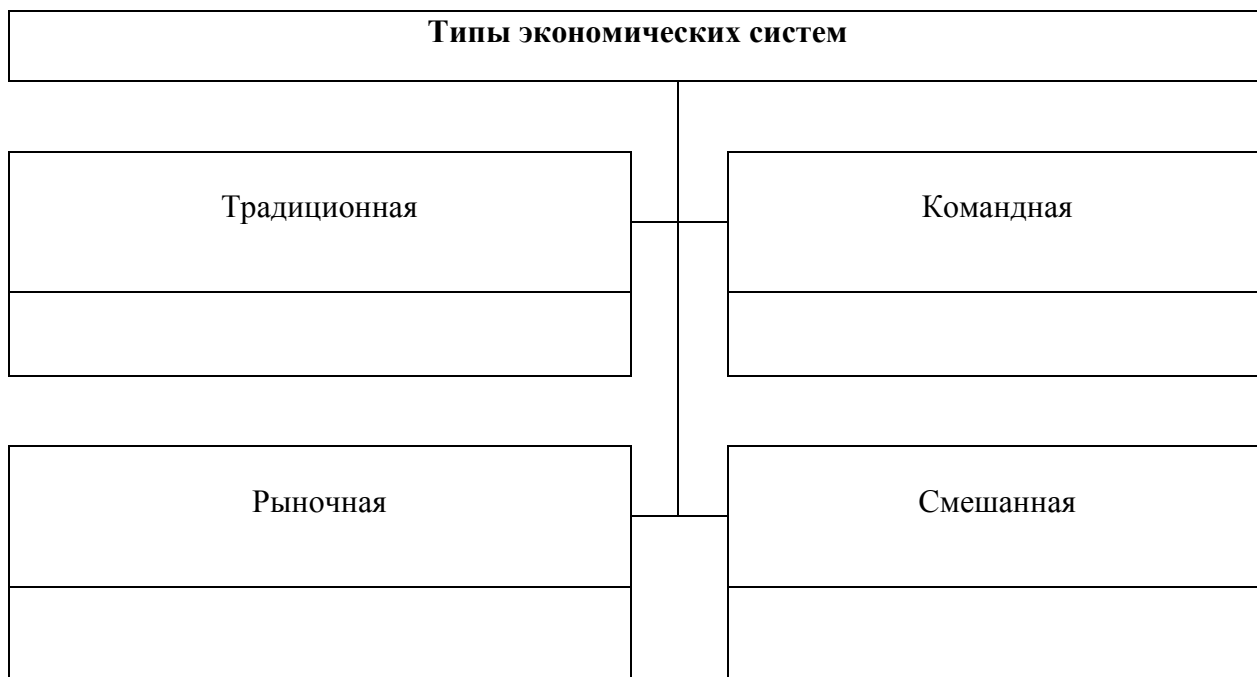 Типы экономических систем
Традиционная
Командная
Рыночная
Смешанная